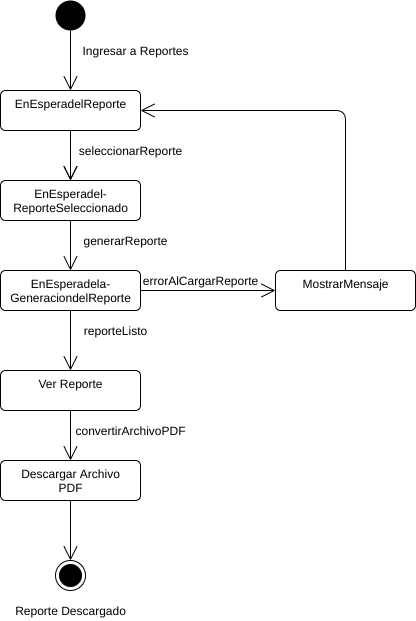 Ingresar a Reportes
EnEsperadelReporte
seleccionarReporte
EnEsperadel-
ReporteSeleccionado
generarReporte
EnEsperadela-
GeneraciondelReporte
errorAlCargarReporte
MostrarMensaje
reporteListo
Ver Reporte
convertirArchivoPDF
Descargar Archivo
PDF
Reporte Descargado